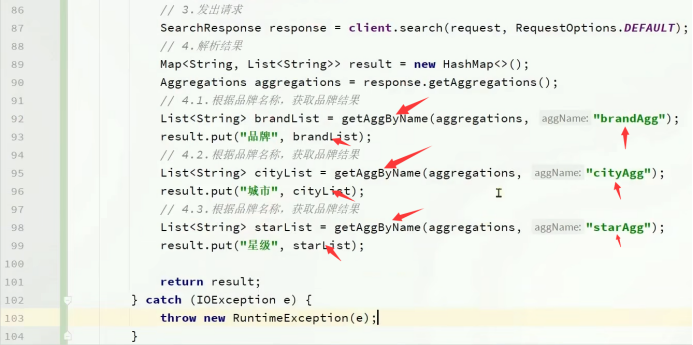 86 // 3.发出请求
87 SearchResponse response = client.search(request, RequestOptions.DEFAULT);
88 // 4.解析结果
89 Map<String, List<String>> result = new HashMap<>();
90 Aggregations aggregations = response.getAggregations();
91 // 4.1.根据品牌名称，获取品牌结果
92 List<String> brandList = getAggByName(aggregations, aggName: "brandAgg");
93 result.put("品牌", brandList);
94 // 4.2.根据品牌名称，获取品牌结果
95 List<String> cityList = getAggByName(aggregations, aggName: "cityAgg");
96 result.put("城市", cityList);
97 // 4.3.根据品牌名称，获取品牌结果
98 List<String> starList = getAggByName(aggregations, aggName: "starAgg");
99 result.put("星级", starList);
100
101 return result;
102 } catch (IOException e) {
103 throw new RuntimeException(e);
104 }